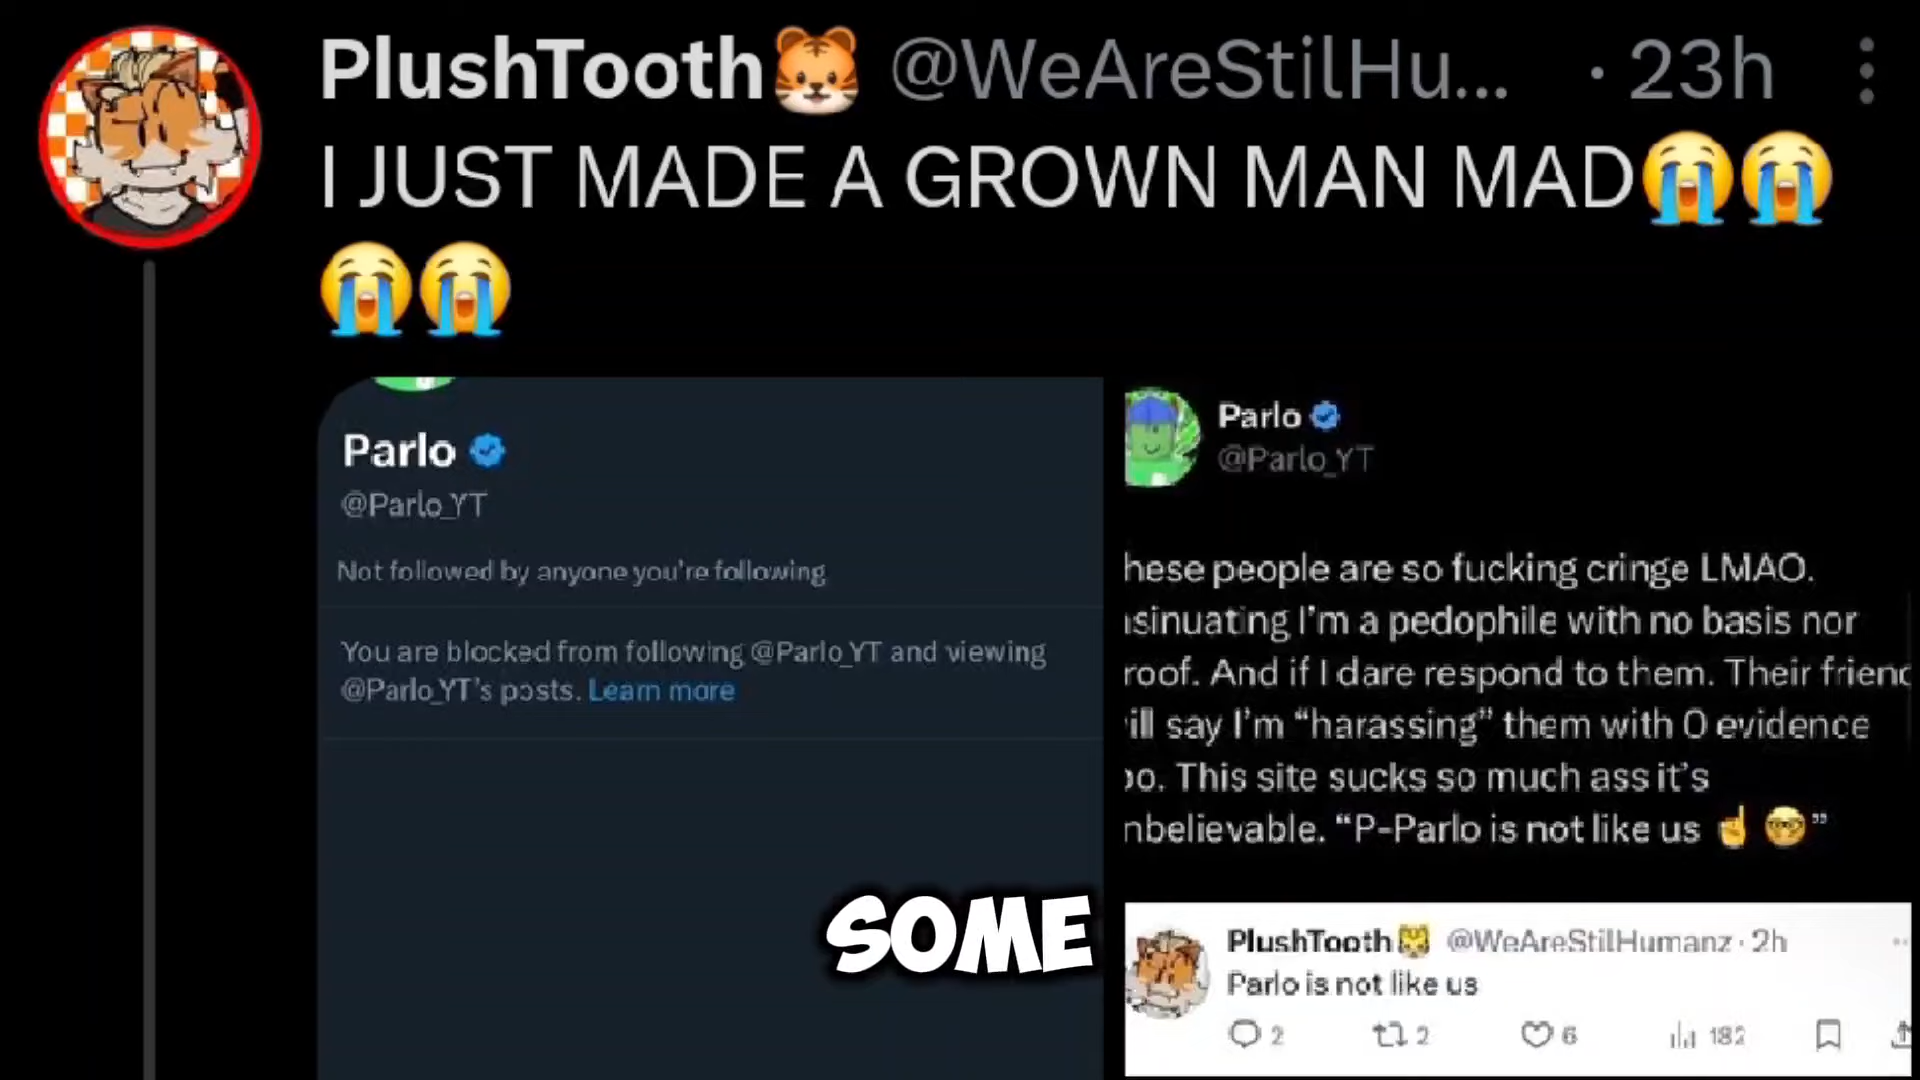 PlushTooth🐯 @WeAreStilHu... · 23h
I JUST MADE A GROWN MAN MAD😭😭
😭😭
Parlo
@Parlo_YT
Not followed by anyone you're following
You are blocked from following @Parlo_YT and viewing
@Parlo_YT's posts. Learn more
Parlo
@Parlo_YT
hese people are so fucking cringe LMAO.
nsinuating I'm a pedophile with no basis nor
roof. And if I dare respond to them. Their friend
ill say I'm "harassing" them with 0 evidence
oo. This site sucks so much ass it's
nbelievable. "P-Parlo is not like us ☝️ 🤓"
SOME
PlushTooth🐯 @WeAreStilHumanz · 2h
Parlo is not like us
2 2 6 182